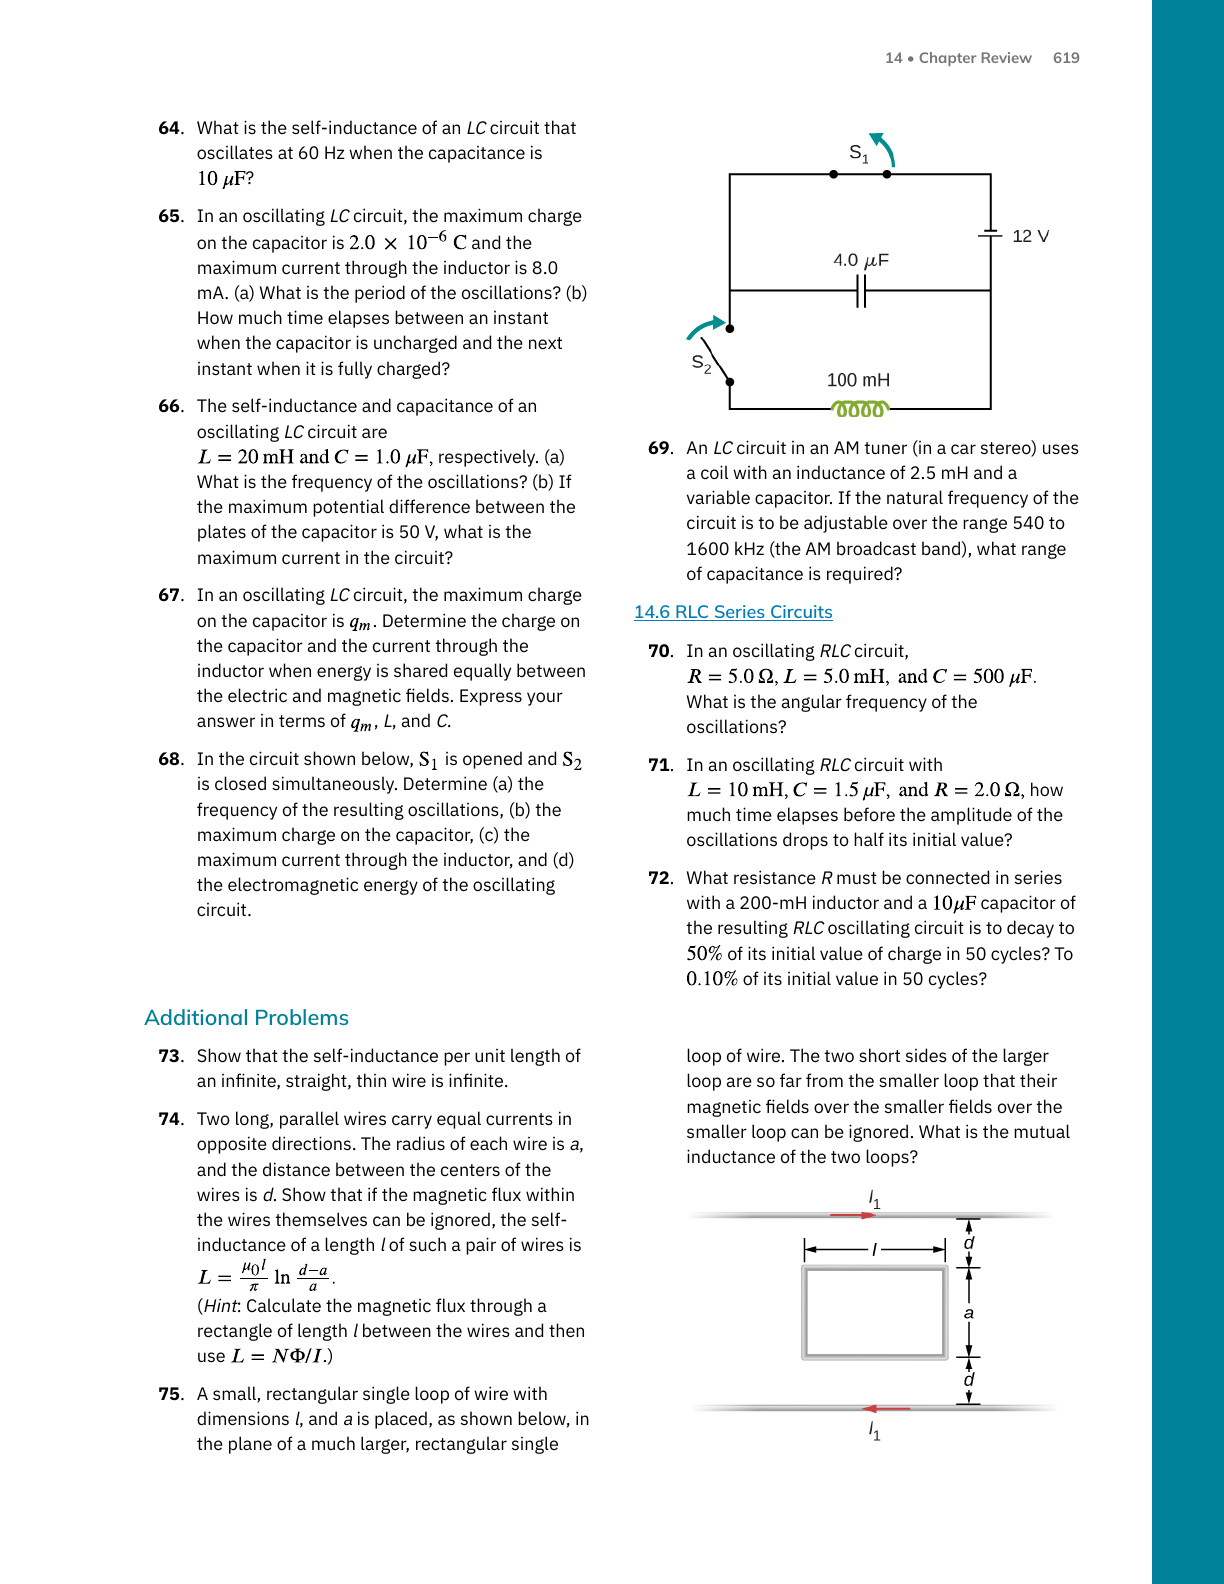 14 • Chapter Review 619
64. What is the self-inductance of an LC circuit that
oscillates at 60 Hz when the capacitance is
10 μF?
65. In an oscillating LC circuit, the maximum charge
on the capacitor is 2.0 × 10⁻⁶ C and the
maximum current through the inductor is 8.0
mA. (a) What is the period of the oscillations? (b)
How much time elapses between an instant
when the capacitor is uncharged and the next
instant when it is fully charged?
66. The self-inductance and capacitance of an
oscillating LC circuit are
L = 20 mH and C = 1.0 μF, respectively. (a)
What is the frequency of the oscillations? (b) If
the maximum potential difference between the
plates of the capacitor is 50 V, what is the
maximum current in the circuit?
67. In an oscillating LC circuit, the maximum charge
on the capacitor is qₘ. Determine the charge on
the capacitor and the current through the
inductor when energy is shared equally between
the electric and magnetic fields. Express your
answer in terms of qₘ, L, and C.
68. In the circuit shown below, S₁ is opened and S₂
is closed simultaneously. Determine (a) the
frequency of the resulting oscillations, (b) the
maximum charge on the capacitor, (c) the
maximum current through the inductor, and (d)
the electromagnetic energy of the oscillating
circuit.
S₁
12 V
4.0 μF
S₂
100 mH
69. An LC circuit in an AM tuner (in a car stereo) uses
a coil with an inductance of 2.5 mH and a
variable capacitor. If the natural frequency of the
circuit is to be adjustable over the range 540 to
1600 kHz (the AM broadcast band), what range
of capacitance is required?
14.6 RLC Series Circuits
70. In an oscillating RLC circuit,
R = 5.0 Ω, L = 5.0 mH, and C = 500 μF.
What is the angular frequency of the
oscillations?
71. In an oscillating RLC circuit with
L = 10 mH, C = 1.5 μF, and R = 2.0 Ω, how
much time elapses before the amplitude of the
oscillations drops to half its initial value?
72. What resistance R must be connected in series
with a 200-mH inductor and a 10μF capacitor of
the resulting RLC oscillating circuit is to decay to
50% of its initial value of charge in 50 cycles? To
0.10% of its initial value in 50 cycles?
Additional Problems
73. Show that the self-inductance per unit length of
an infinite, straight, thin wire is infinite.
74. Two long, parallel wires carry equal currents in
opposite directions. The radius of each wire is a,
and the distance between the centers of the
wires is d. Show that if the magnetic flux within
the wires themselves can be ignored, the self-
inductance of a length l of such a pair of wires is
L = μ₀l/π ln d−a/a.
(Hint: Calculate the magnetic flux through a
rectangle of length l between the wires and then
use L = NΦ/I.)
75. A small, rectangular single loop of wire with
dimensions l, and a is placed, as shown below, in
the plane of a much larger, rectangular single
loop of wire. The two short sides of the larger
loop are so far from the smaller loop that their
magnetic fields over the smaller fields over the
smaller loop can be ignored. What is the mutual
inductance of the two loops?
I₁
d
l
a
d
I₁